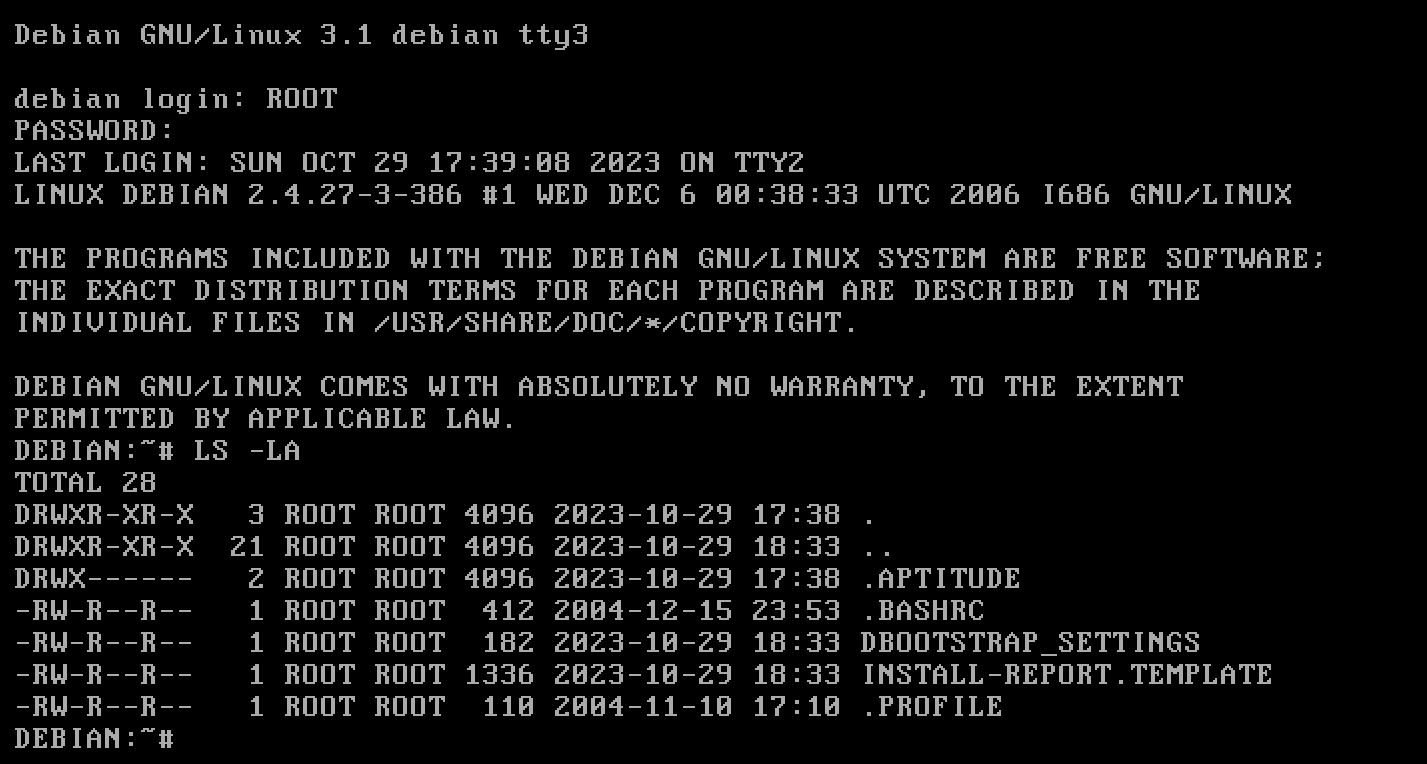 Debian GNU/Linux 3.1 debian tty3
debian login: ROOT
PASSWORD:
LAST LOGIN: SUN OCT 29 17:39:08 2023 ON TTY2
LINUX DEBIAN 2.4.27-3-386 #1 WED DEC 6 00:38:33 UTC 2006 I686 GNU/LINUX
THE PROGRAMS INCLUDED WITH THE DEBIAN GNU/LINUX SYSTEM ARE FREE SOFTWARE;
THE EXACT DISTRIBUTION TERMS FOR EACH PROGRAM ARE DESCRIBED IN THE
INDIVIDUAL FILES IN /USR/SHARE/DOC/*/COPYRIGHT.
DEBIAN GNU/LINUX COMES WITH ABSOLUTELY NO WARRANTY, TO THE EXTENT
PERMITTED BY APPLICABLE LAW.
DEBIAN:~# LS -LA
TOTAL 28
DRWXR-XR-X   3 ROOT ROOT 4096 2023-10-29 17:38 .
DRWXR-XR-X  21 ROOT ROOT 4096 2023-10-29 18:33 ..
DRWX------   2 ROOT ROOT 4096 2023-10-29 17:38 .APTITUDE
-RW-R--R--   1 ROOT ROOT  412 2004-12-15 23:53 .BASHRC
-RW-R--R--   1 ROOT ROOT  182 2023-10-29 18:33 DBOOTSTRAP_SETTINGS
-RW-R--R--   1 ROOT ROOT 1336 2023-10-29 18:33 INSTALL-REPORT.TEMPLATE
-RW-R--R--   1 ROOT ROOT  110 2004-11-10 17:10 .PROFILE
DEBIAN:~#